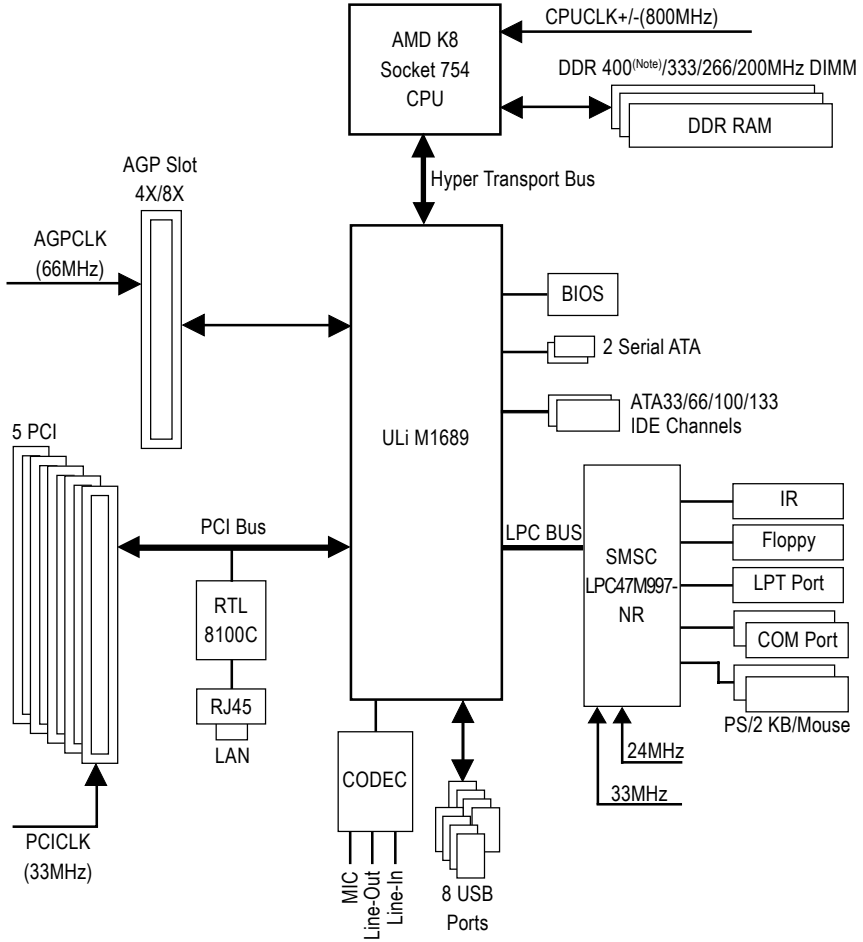 CPUCLK+/-(800MHz)
AMD K8
Socket 754
CPU
DDR 400(Note)/333/266/200MHz DIMM
DDR RAM
AGP Slot
4X/8X
Hyper Transport Bus
AGPCLK
(66MHz)
BIOS
2 Serial ATA
ATA33/66/100/133
IDE Channels
ULi M1689
5 PCI
PCI Bus
LPC BUS
SMSC
LPC47M997-
NR
IR
Floppy
LPT Port
COM Port
PS/2 KB/Mouse
RTL
8100C
RJ45
LAN
24MHz
33MHz
CODEC
PCICLK
(33MHz)
MIC
Line-Out
Line-In
8 USB
Ports